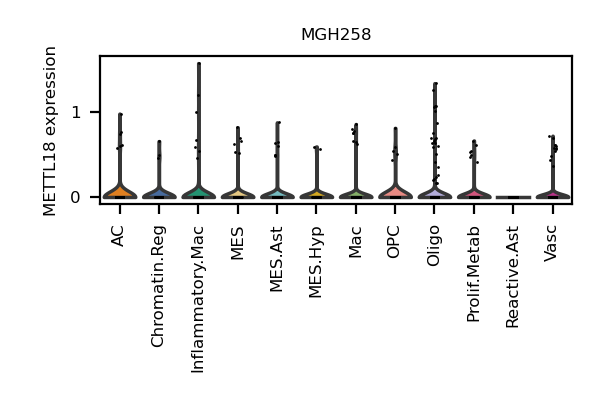 MGH258
METTL18 expression
1
0
AC
Chromatin.Reg
Inflammatory.Mac
MES
MES.Ast
MES.Hyp
Mac
OPC
Oligo
Prolif.Metab
Reactive.Ast
Vasc